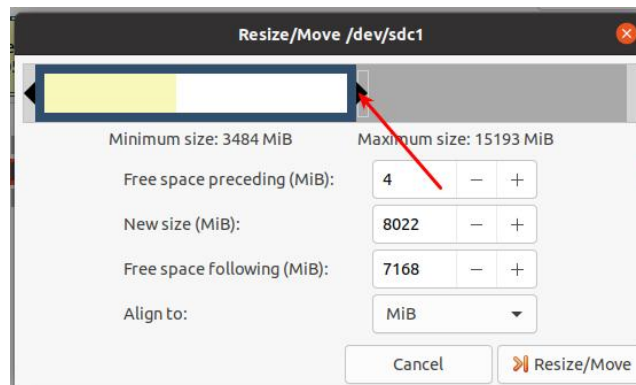 Resize/Move /dev/sdc1
Minimum size: 3484 MiB Maximum size: 15193 MiB
Free space preceding (MiB): 4 — +
New size (MiB): 8022 — +
Free space following (MiB): 7168 — +
Align to: MiB
Cancel Resize/Move